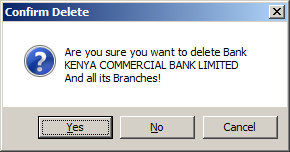 Confirm Delete
Are you sure you want to delete Bank
KENYA COMMERCIAL BANK LIMITED
And all its Branches!
Yes
No
Cancel